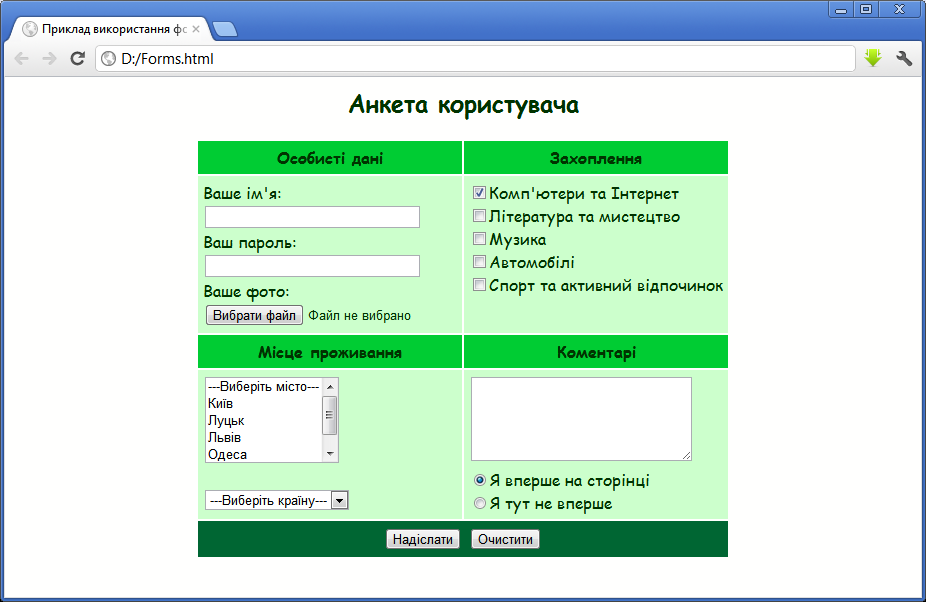 Приклад використання фо
D:/Forms.html
Анкета користувача
Особисті дані
Захоплення
Ваше ім'я:
Ваш пароль:
Ваше фото:
Вибрати файл Файл не вибрано
Комп'ютери та Інтернет
Література та мистецтво
Музика
Автомобілі
Спорт та активний відпочинок
Місце проживання
Коментарі
---Виберіть місто---
Київ
Луцьк
Львів
Одеса
---Виберіть країну---
Я вперше на сторінці
Я тут не вперше
Надіслати
Очистити